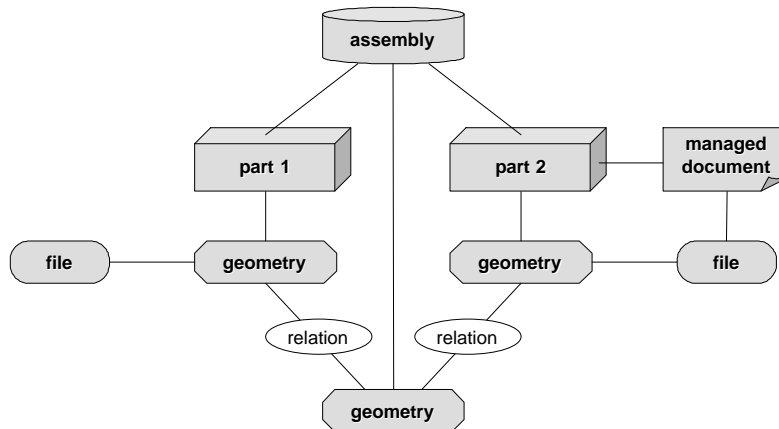 assembly
part 1
part 2
managed
document
file
geometry
geometry
file
relation
relation
geometry